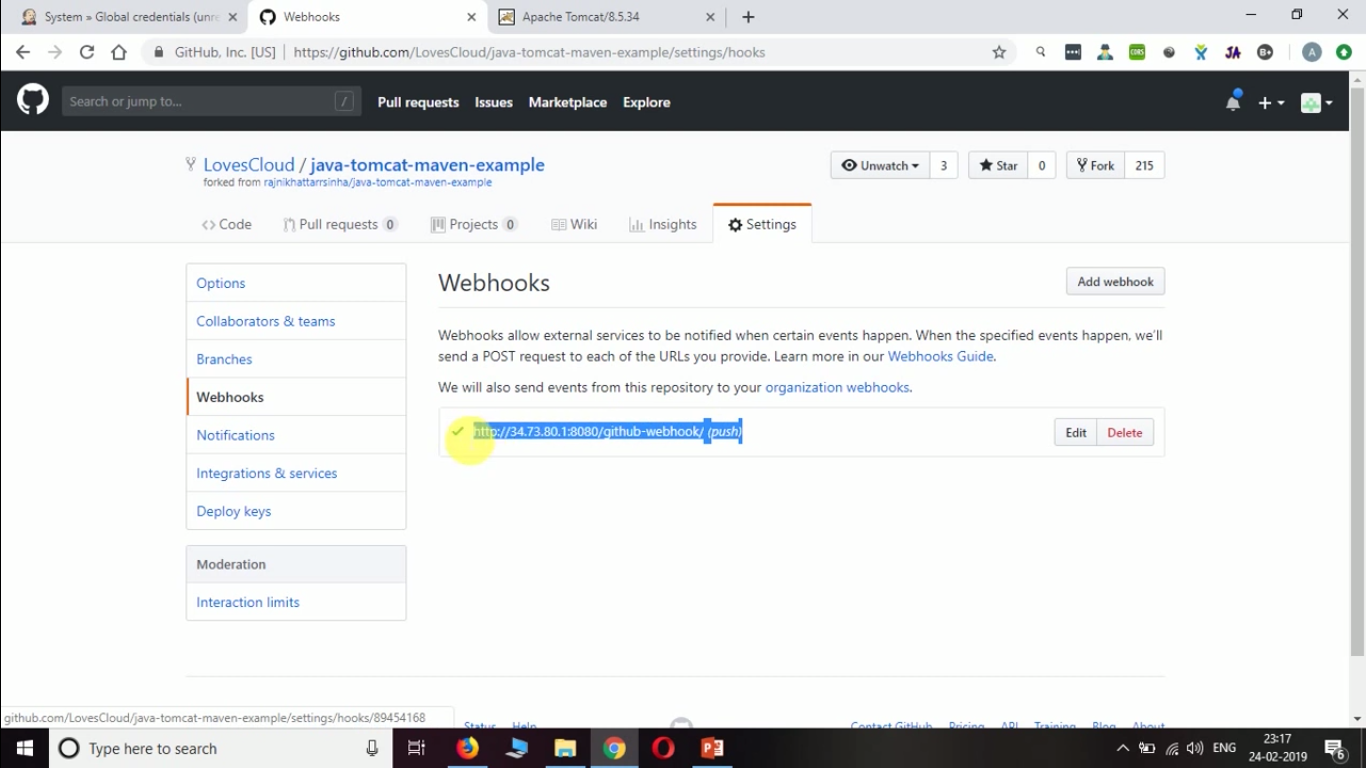 System » Global credentials (unre
Webhooks
Apache Tomcat/8.5.34
GitHub, Inc. [US]
https://github.com/LovesCloud/java-tomcat-maven-example/settings/hooks
CORS
JA
B+
A
Search or jump to...
/
Pull requests
Issues
Marketplace
Explore
LovesCloud / java-tomcat-maven-example
forked from rajnikhattarrsinha/java-tomcat-maven-example
Unwatch 3
Star 0
Fork 215
Code
Pull requests 0
Projects 0
Wiki
Insights
Settings
Options
Collaborators & teams
Branches
Webhooks
Notifications
Integrations & services
Deploy keys
Moderation
Interaction limits
Webhooks
Add webhook
Webhooks allow external services to be notified when certain events happen. When the specified events happen, we'll
send a POST request to each of the URLs you provide. Learn more in our Webhooks Guide.
We will also send events from this repository to your organization webhooks.
http://34.73.80.1:8080/github-webhook/ (push)
Edit
Delete
Status Help
Contact GitHub Pricing API Training Blog About
github.com/LovesCloud/java-tomcat-maven-example/settings/hooks/89454168
Type here to search
ENG
23:17
24-02-2019
6